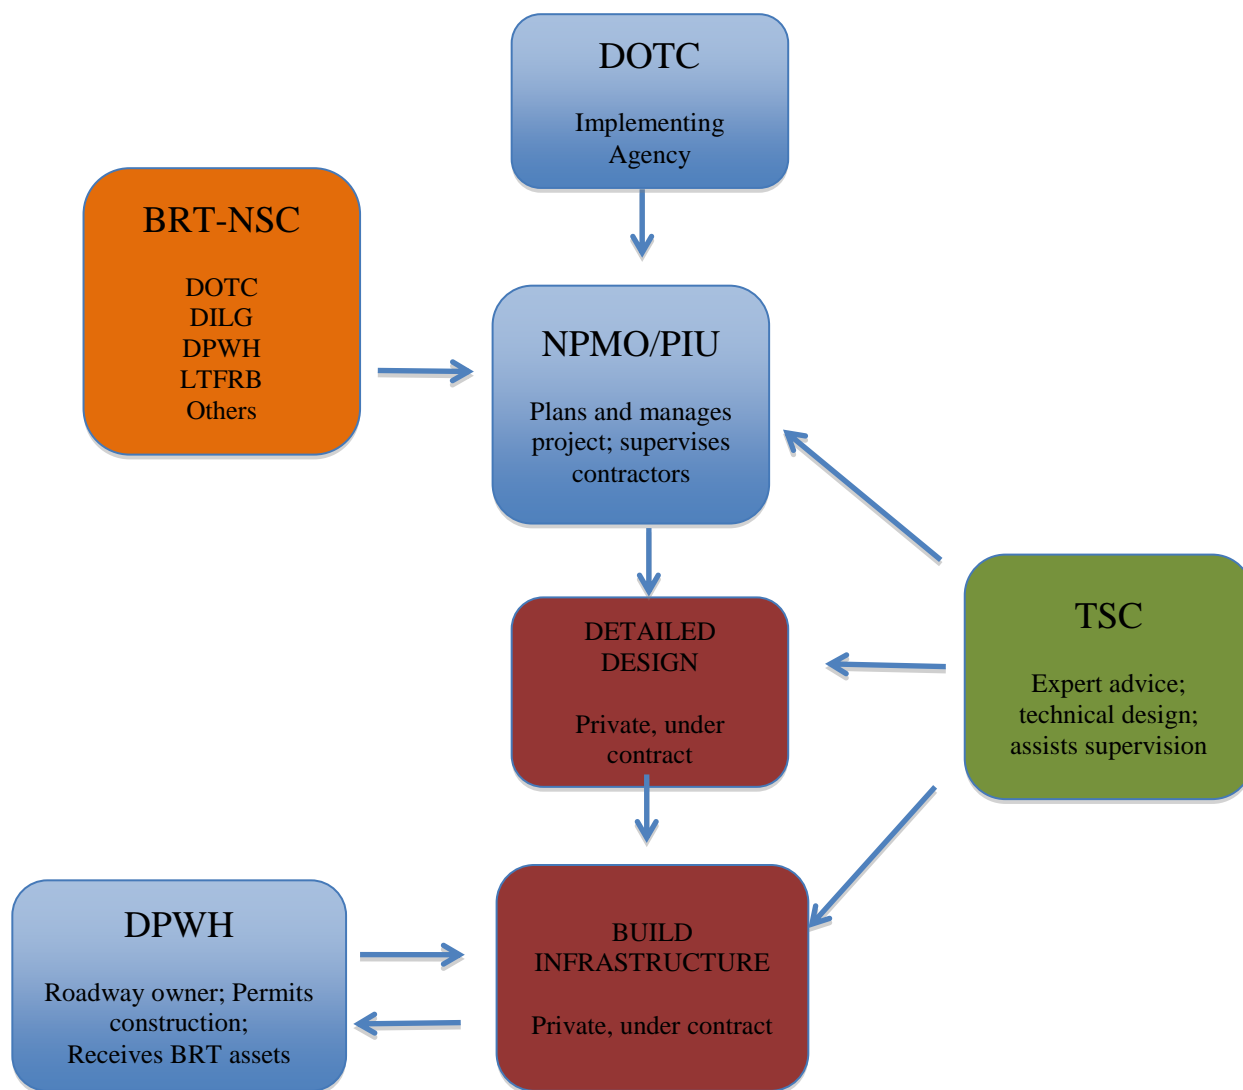 DOTC
Implementing
Agency
BRT-NSC
DOTC
DILG
DPWH
LTFRB
Others
NPMO/PIU
Plans and manages
project; supervises
contractors
DETAILED
DESIGN
Private, under
contract
TSC
Expert advice;
technical design;
assists supervision
DPWH
Roadway owner; Permits
construction;
Receives BRT assets
BUILD
INFRASTRUCTURE
Private, under contract